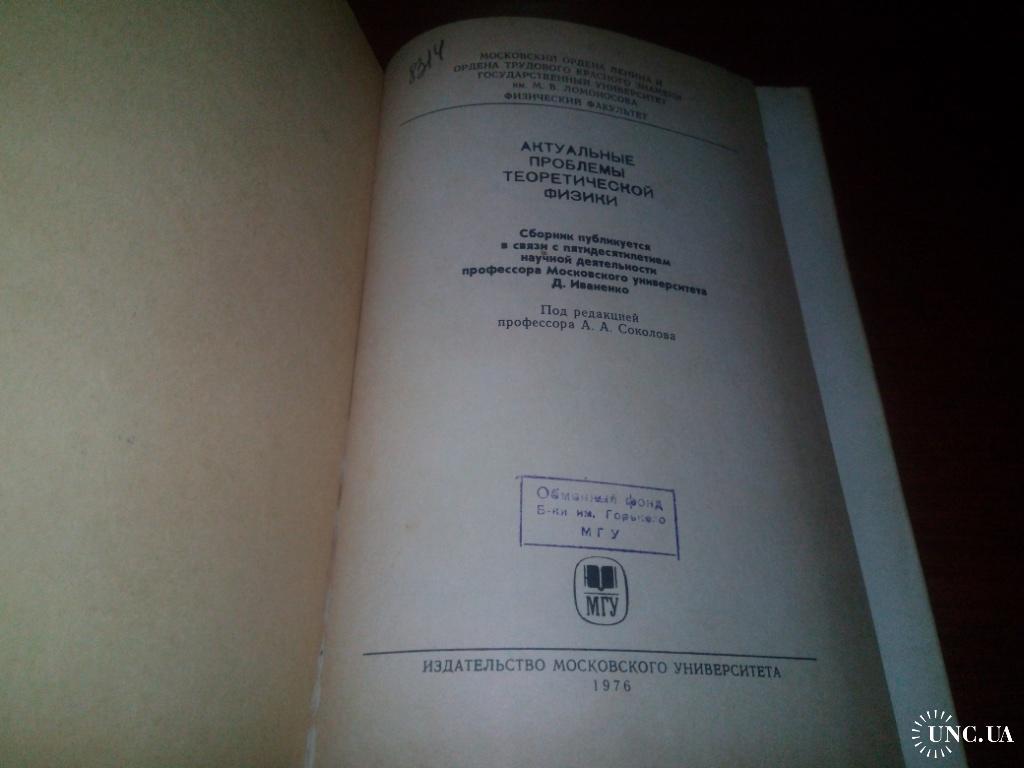 8314
МОСКОВСКИЙ ОРДЕНА ЛЕНИНА И
ОРДЕНА ТРУДОВОГО КРАСНОГО ЗНАМЕНИ
ГОСУДАРСТВЕННЫЙ УНИВЕРСИТЕТ
им. М. В. ЛОМОНОСОВА
ФИЗИЧЕСКИЙ ФАКУЛЬТЕТ
АКТУАЛЬНЫЕ
ПРОБЛЕМЫ
ТЕОРЕТИЧЕСКОЙ
ФИЗИКИ
Сборник публикуется
в связи с пятидесятилетием
научной деятельности
профессора Московского университета
Д. Иваненко
Под редакцией
профессора А. А. Соколова
Обменный фонд
Б-ки им. Горького
МГУ
МГУ
ИЗДАТЕЛЬСТВО МОСКОВСКОГО УНИВЕРСИТЕТА
1976
UNC.UA